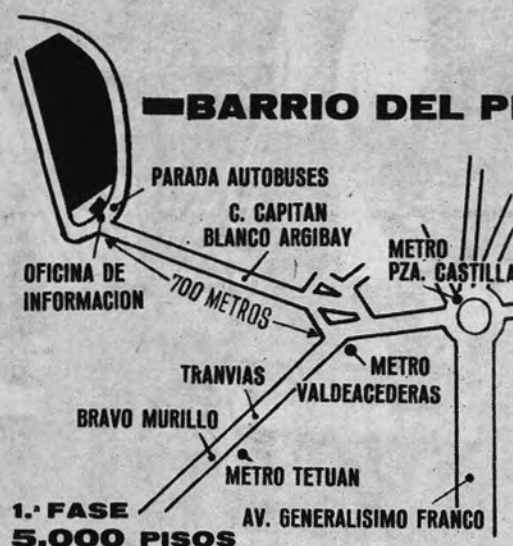 BARRIO DEL
PARADA AUTOBUSES
C. CAPITAN
BLANCO ARGIBAY
METRO
PZA. CASTILLA
OFICINA DE
INFORMACION
700 METROS
METRO
VALDEACEDERAS
TRANVIAS
BRAVO MURILLO
METRO TETUAN
1.ª FASE
5.000 PISOS
AV. GENERALISIMO FRANCO